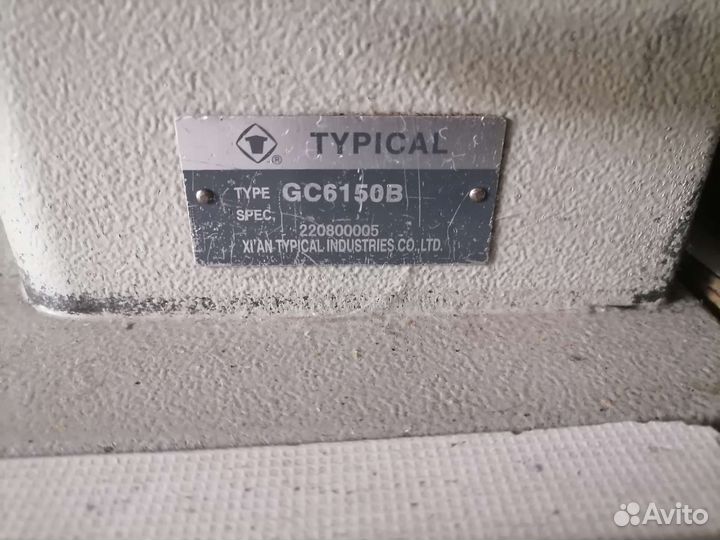 ® TYPICAL
TYPE GC6150B
SPEC.
220800005
XI'AN TYPICAL INDUSTRIES CO., LTD.
Avito